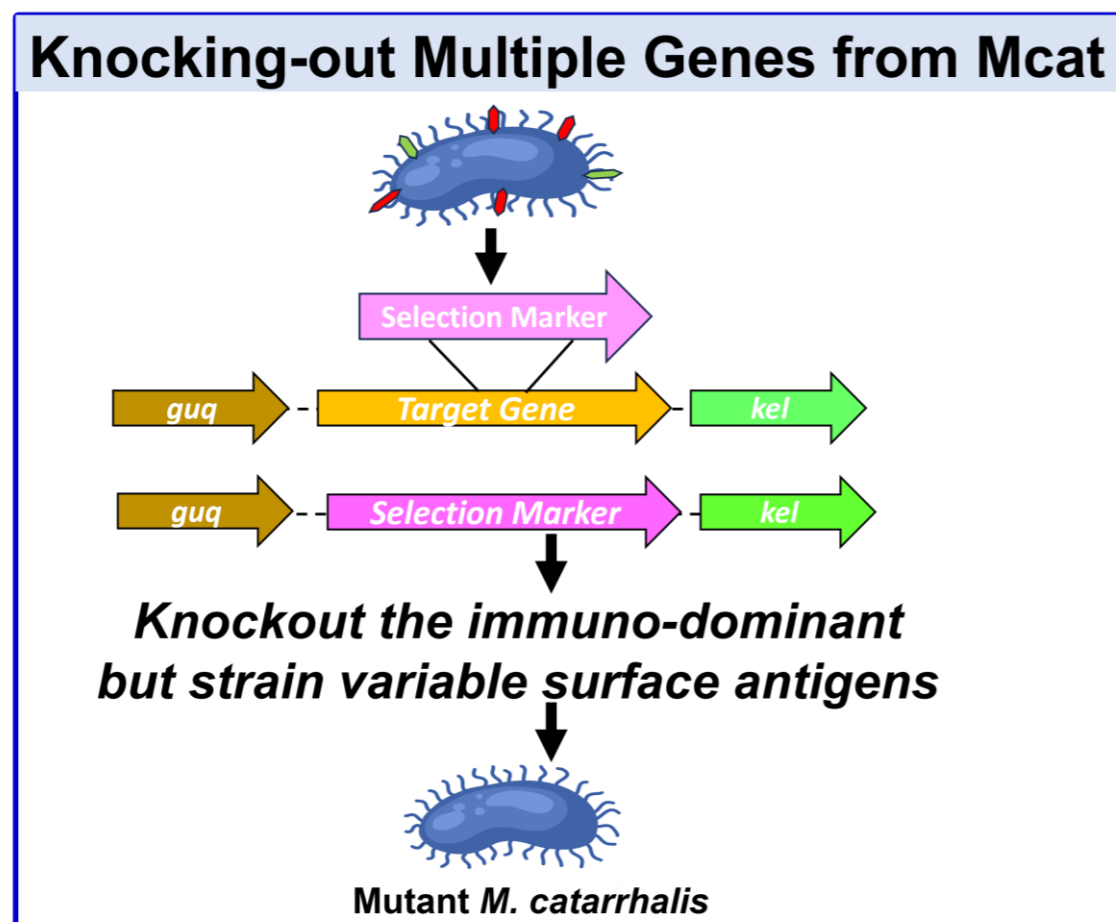 Knocking-out Multiple Genes from Mcat
Selection Marker
guq Target Gene kel
guq Selection Marker kel
Knockout the immuno-dominant
but strain variable surface antigens
Mutant M. catarrhalis